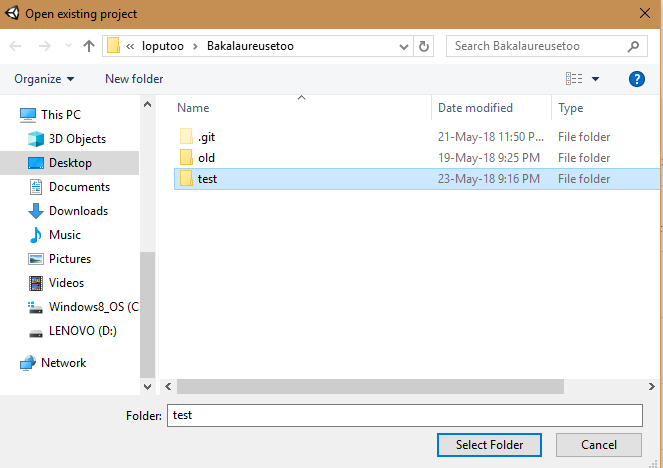 Open existing project
« loputoo > Bakalaureusetoo
Search Bakalaureusetoo
Organize
New folder
?
Name Date modified Type
This PC
3D Objects
Desktop
Documents
Downloads
Music
Pictures
Videos
Windows8_OS (C
LENOVO (D:)
Network
.git 21-May-18 11:50 P... File folder
old 19-May-18 9:25 PM File folder
test 23-May-18 9:16 PM File folder
Folder: test
Select Folder Cancel